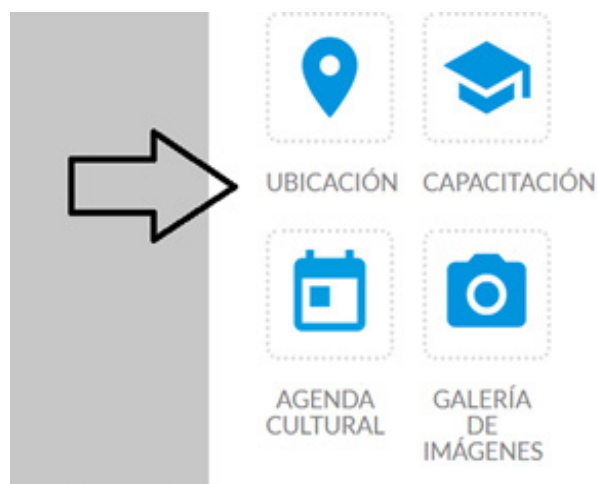 UBICACIÓN CAPACITACIÓN
AGENDA
CULTURAL
GALERÍA
DE
IMÁGENES